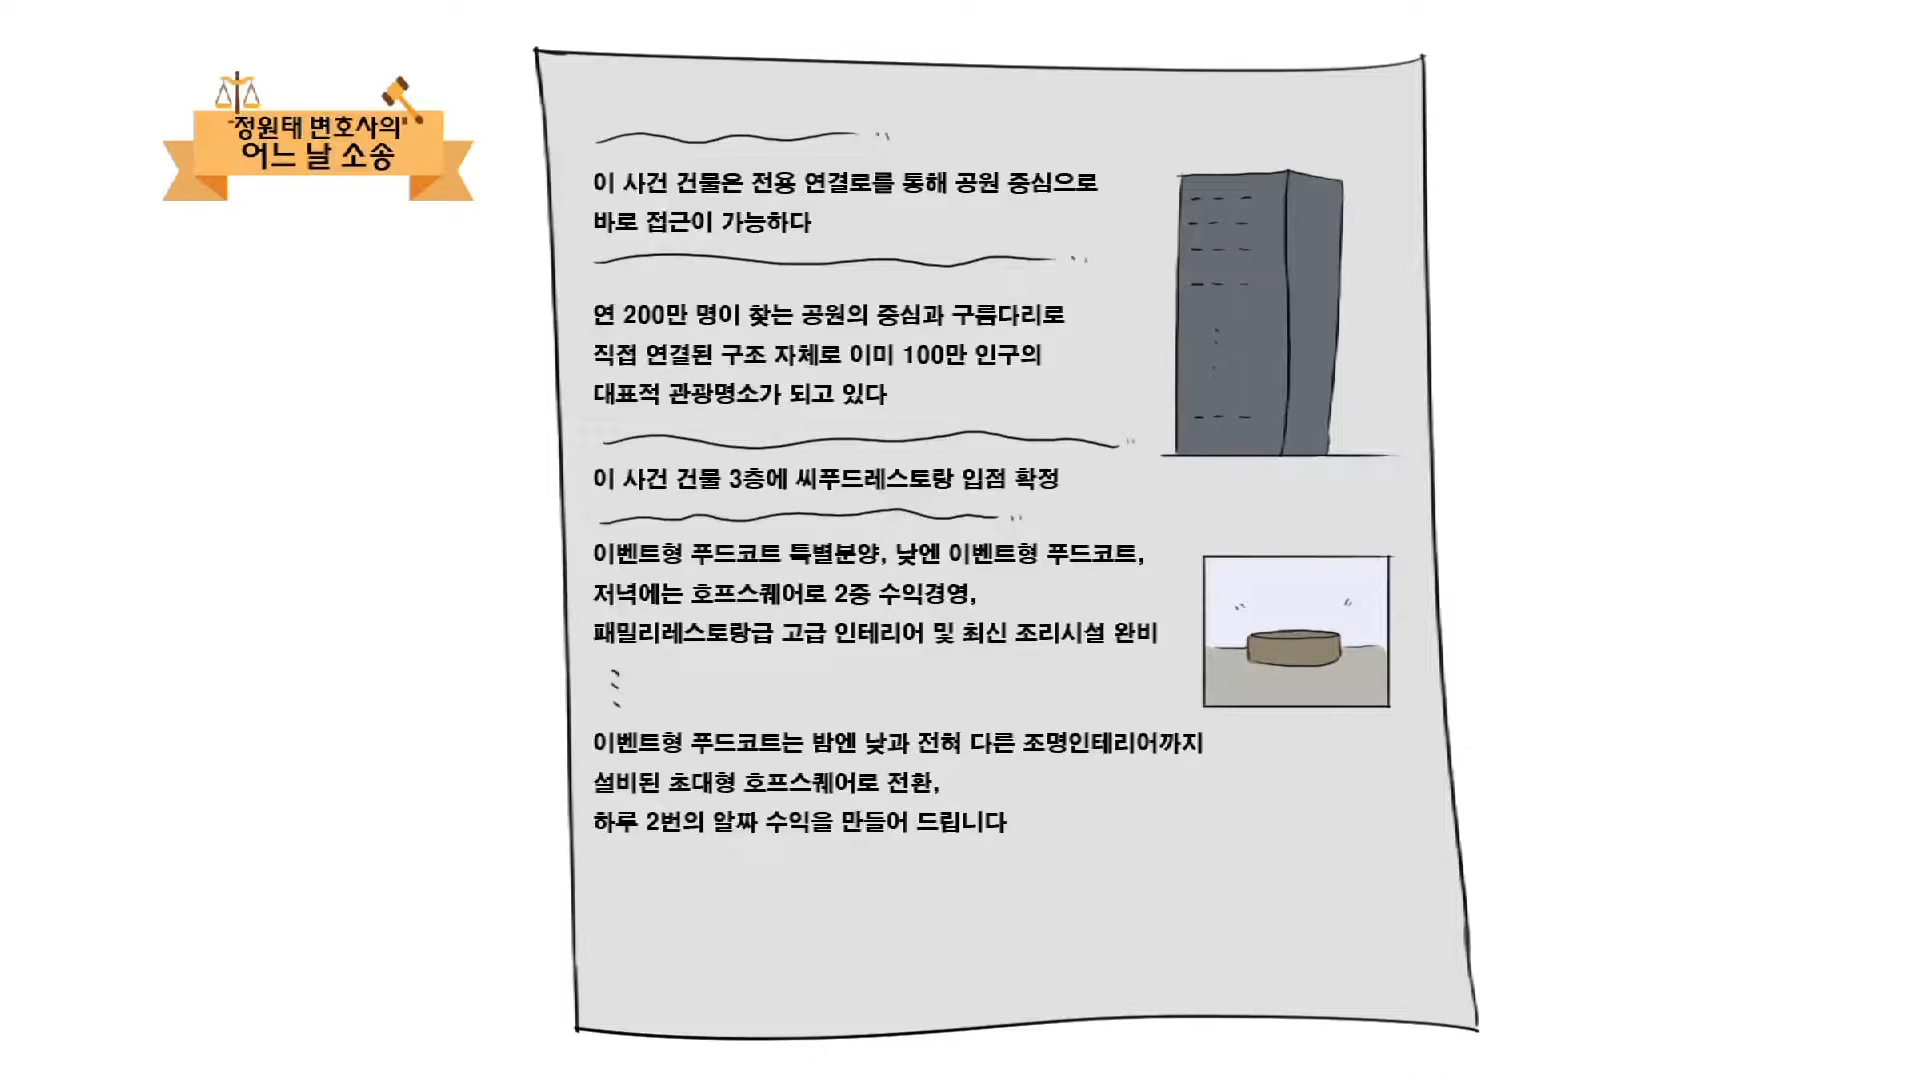 "정원태 변호사의"
어느 날 소송
이 사건 건물은 전용 연결로를 통해 공원 중심으로
바로 접근이 가능하다
연 200만 명이 찾는 공원의 중심과 구름다리로
직접 연결된 구조 자체로 이미 100만 인구의
대표적 관광명소가 되고 있다
이 사건 건물 3층에 씨푸드레스토랑 입점 확정
이벤트형 푸드코트 특별분양, 낮엔 이벤트형 푸드코트,
저녁에는 호프스퀘어로 2중 수익경영,
패밀리레스토랑급 고급 인테리어 및 최신 조리시설 완비
이벤트형 푸드코트는 밤엔 낮과 전혀 다른 조명인테리어까지
설비된 초대형 호프스퀘어로 전환,
하루 2번의 알짜 수익을 만들어 드립니다